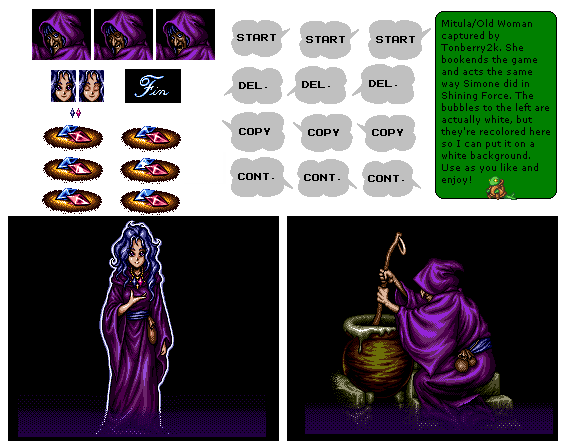 START
START
START
Fin
DEL.
DEL.
DEL.
COPY
COPY
COPY
CONT.
CONT.
CONT.
Mitula/Old Woman
captured by
Tonberry2k. She
bookends the game
and acts the same
way Simone did in
Shining Force. The
bubbles to the left are
actually white, but
they're recolored here
so I can put it on a
white background.
Use as you like and
enjoy!